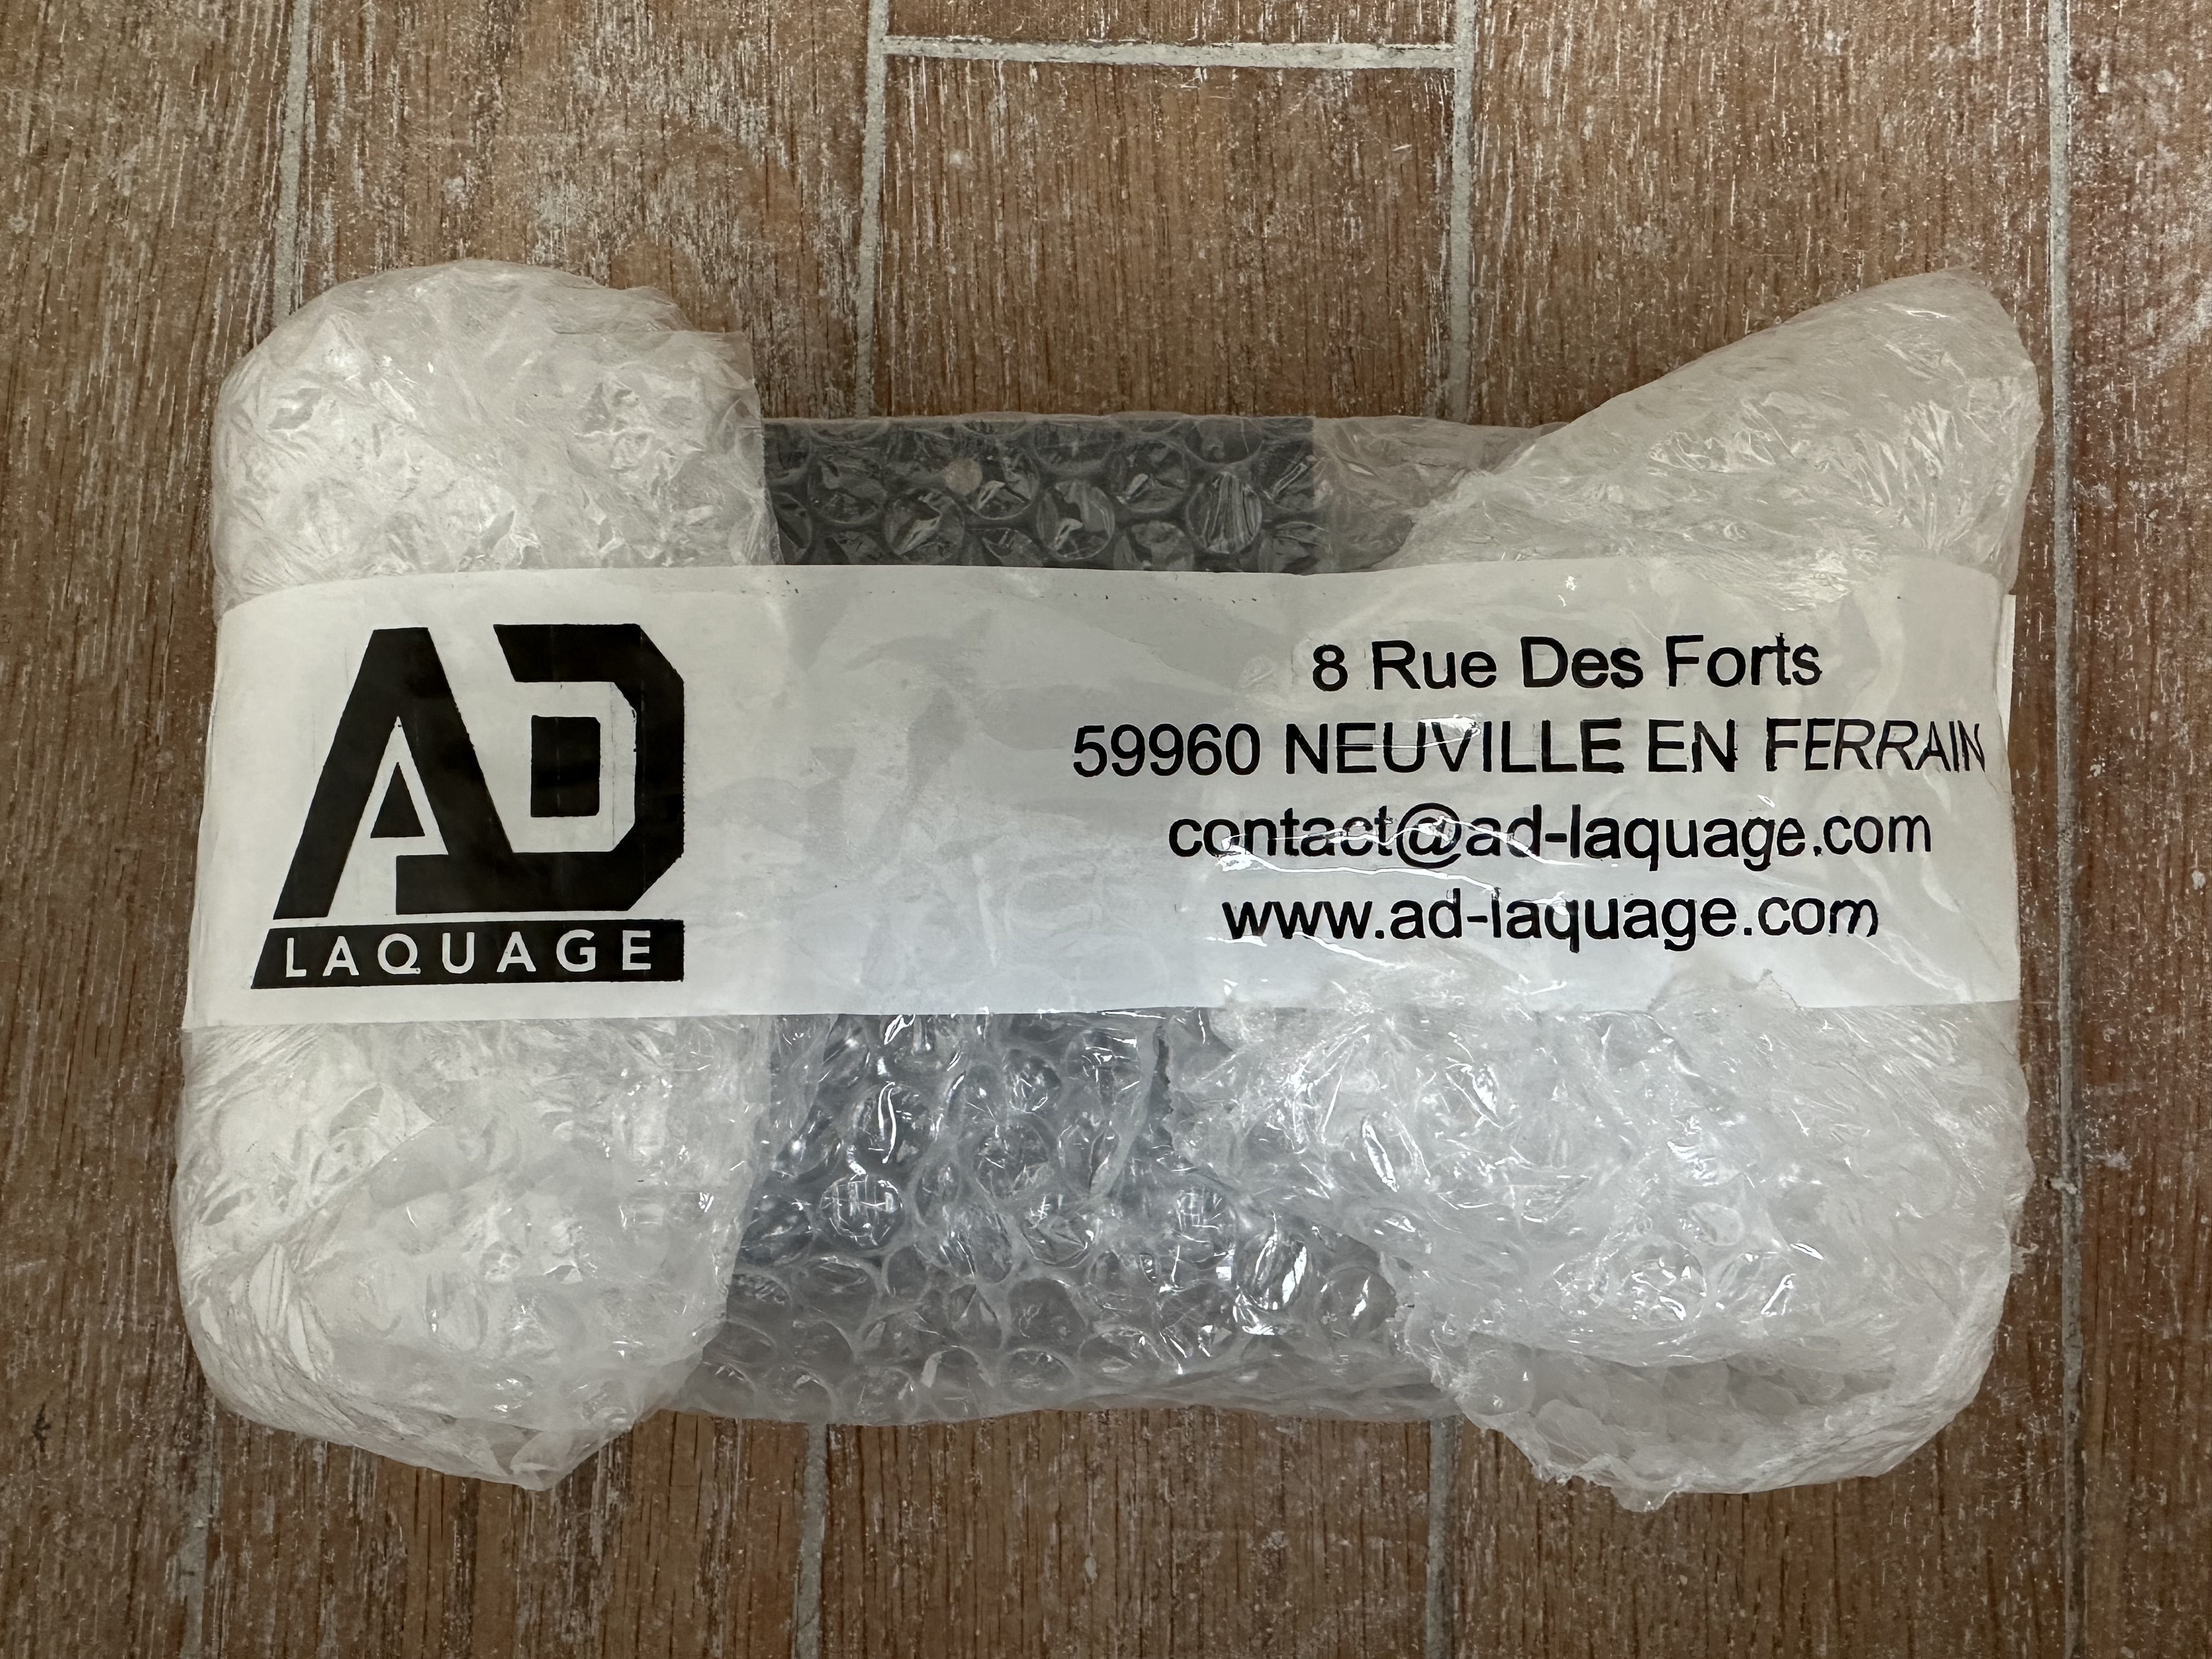 AD
LAQUAGE
8 Rue Des Forts
59960 NEUVILLE EN FERRAIN
contact@ad-laquage.com
www.ad-laquage.com